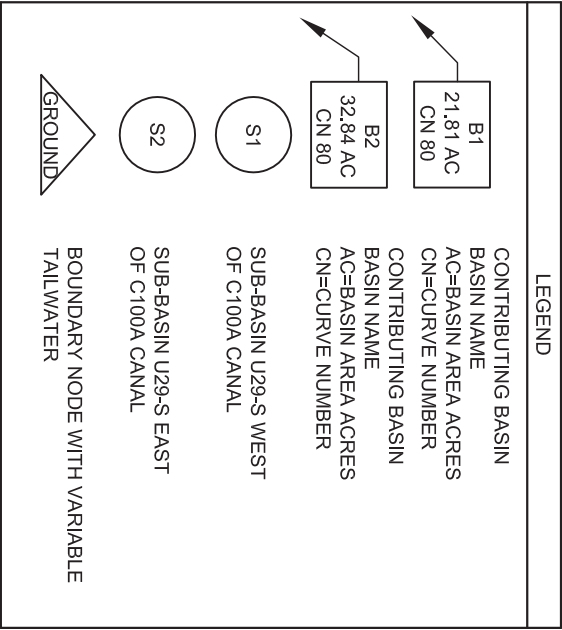 LEGEND
B1
21.81 AC
CN 80
CONTRIBUTING BASIN
BASIN NAME
AC=BASIN AREA ACRES
CN=CURVE NUMBER
B2
32.84 AC
CN 80
CONTRIBUTING BASIN
BASIN NAME
AC=BASIN AREA ACRES
CN=CURVE NUMBER
S1
SUB-BASIN U29-S WEST
OF C100A CANAL
S2
SUB-BASIN U29-S EAST
OF C100A CANAL
GROUND
BOUNDARY NODE WITH VARIABLE
TAILWATER